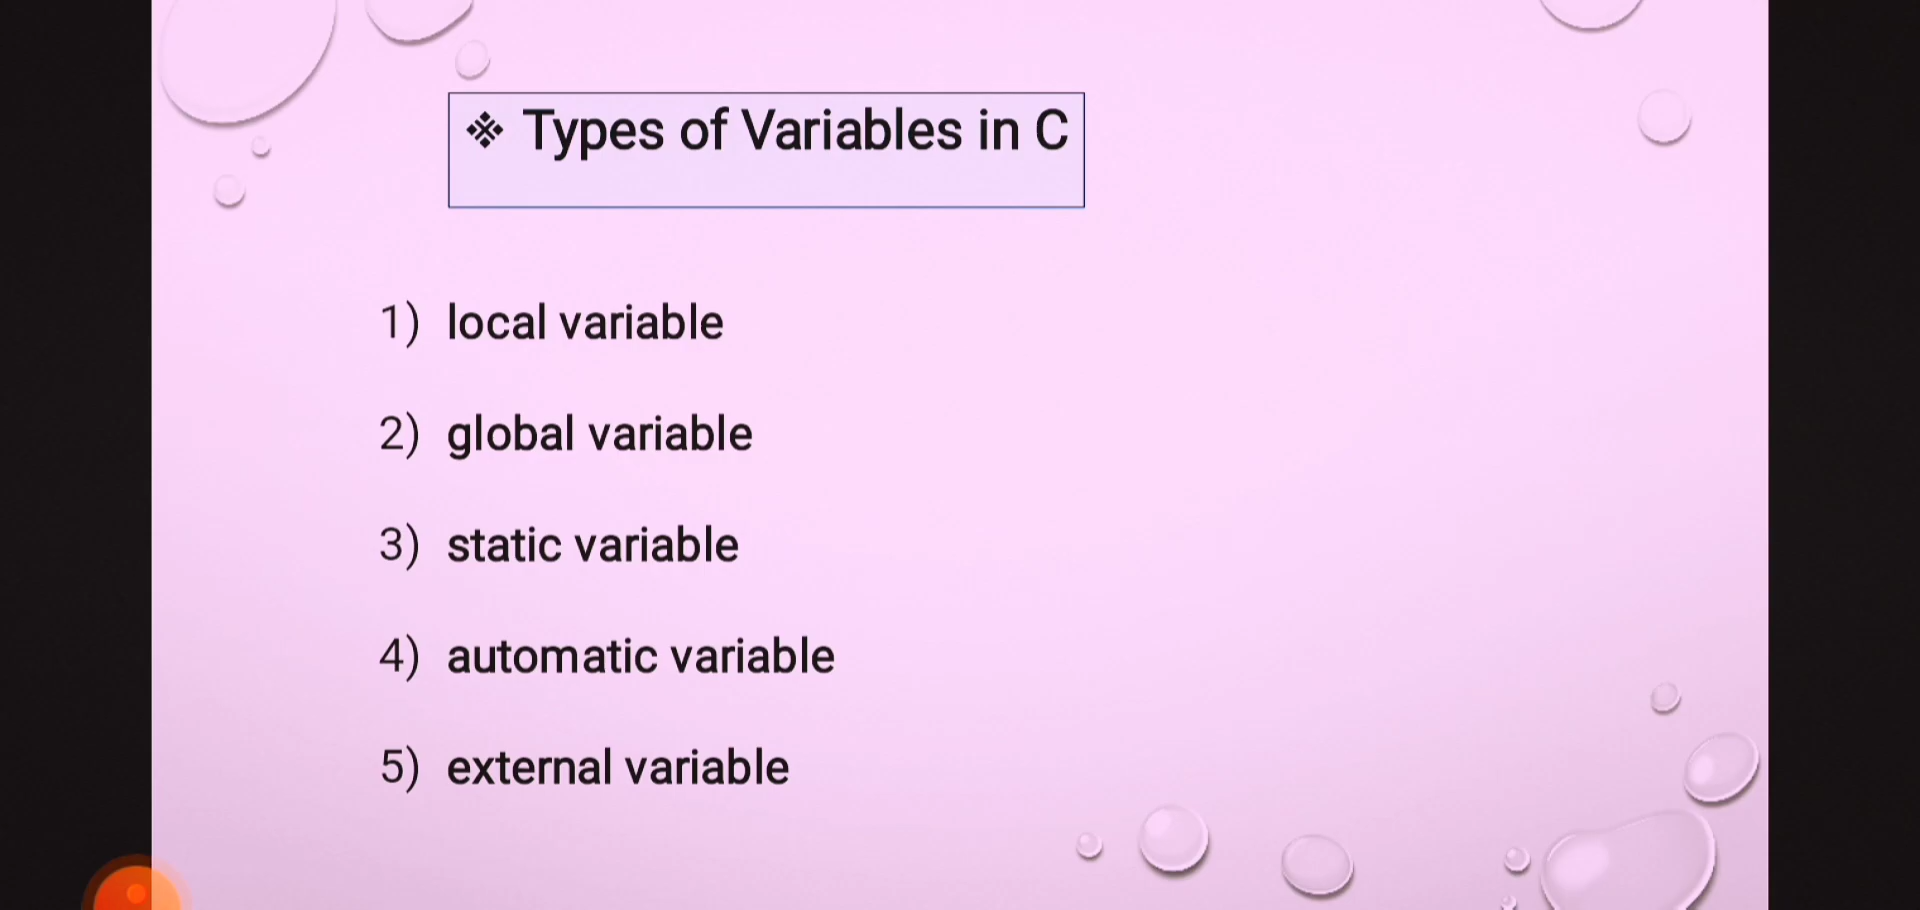 ❖ Types of Variables in C
1) local variable
2) global variable
3) static variable
4) automatic variable
5) external variable